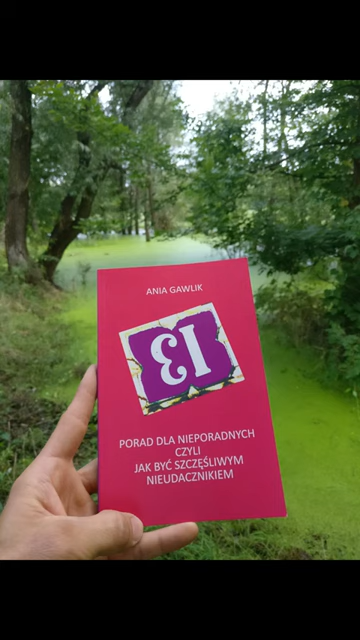 ANIA GAWLIK
13
PORAD DLA NIEPORADNYCH
CZYLI
JAK BYĆ SZCZĘŚLIWYM
NIEUDACZNIKIEM